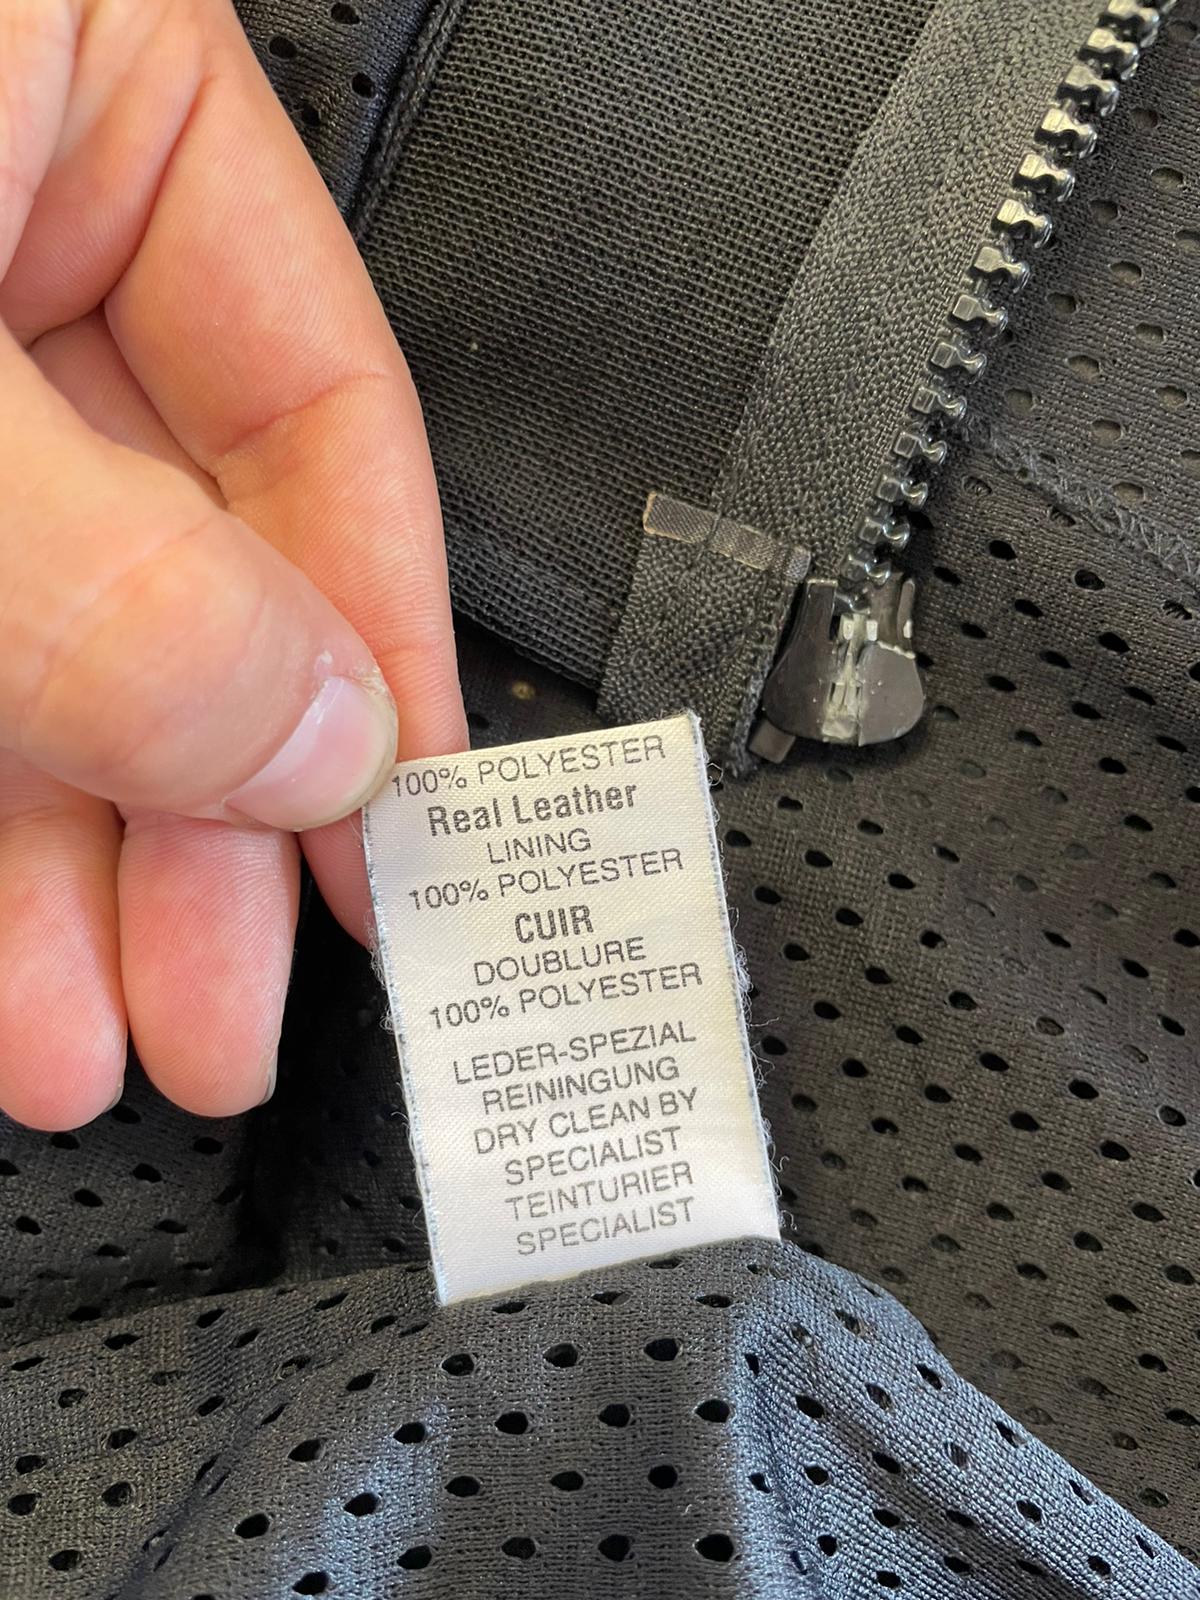 100% POLYESTER
Real Leather
LINING
100% POLYESTER
CUIR
DOUBLURE
100% POLYESTER
LEDER-SPEZIAL
REININGUNG
DRY CLEAN BY
SPECIALIST
TEINTURIER
SPECIALIST